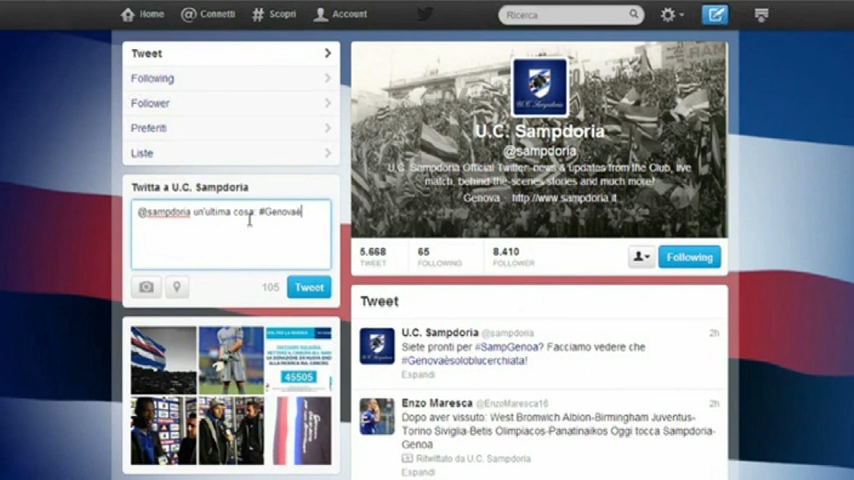 Home Connetti Scopri Account Ricerca
Tweet
Following
Follower
Preferiti
Liste
Twitta a U.C. Sampdoria
@sampdoria un'ultima cosa: #Genovaè
105 Tweet
45505
U.C. Sampdoria
U.C. Sampdoria
@sampdoria
U.C. Sampdoria Official Twitter: news & updates from the Club, live
match, behind-the-scenes stories and much more!
Genova · http://www.sampdoria.it
5.668 65 8.410
TWEET FOLLOWING FOLLOWER
Following
Tweet
U.C. Sampdoria @sampdoria 2h
Siete pronti per #SampGenoa? Facciamo vedere che
#Genovaèsoloblucerchiata!
Espandi
Enzo Maresca @EnzoMaresca16 2h
Dopo aver vissuto: West Bromwich Albion-Birmingham Juventus-
Torino Siviglia-Betis Olimpiacos-Panatinaikos Oggi tocca Sampdoria-
Genoa
Ritwittato da U.C. Sampdoria
Espandi